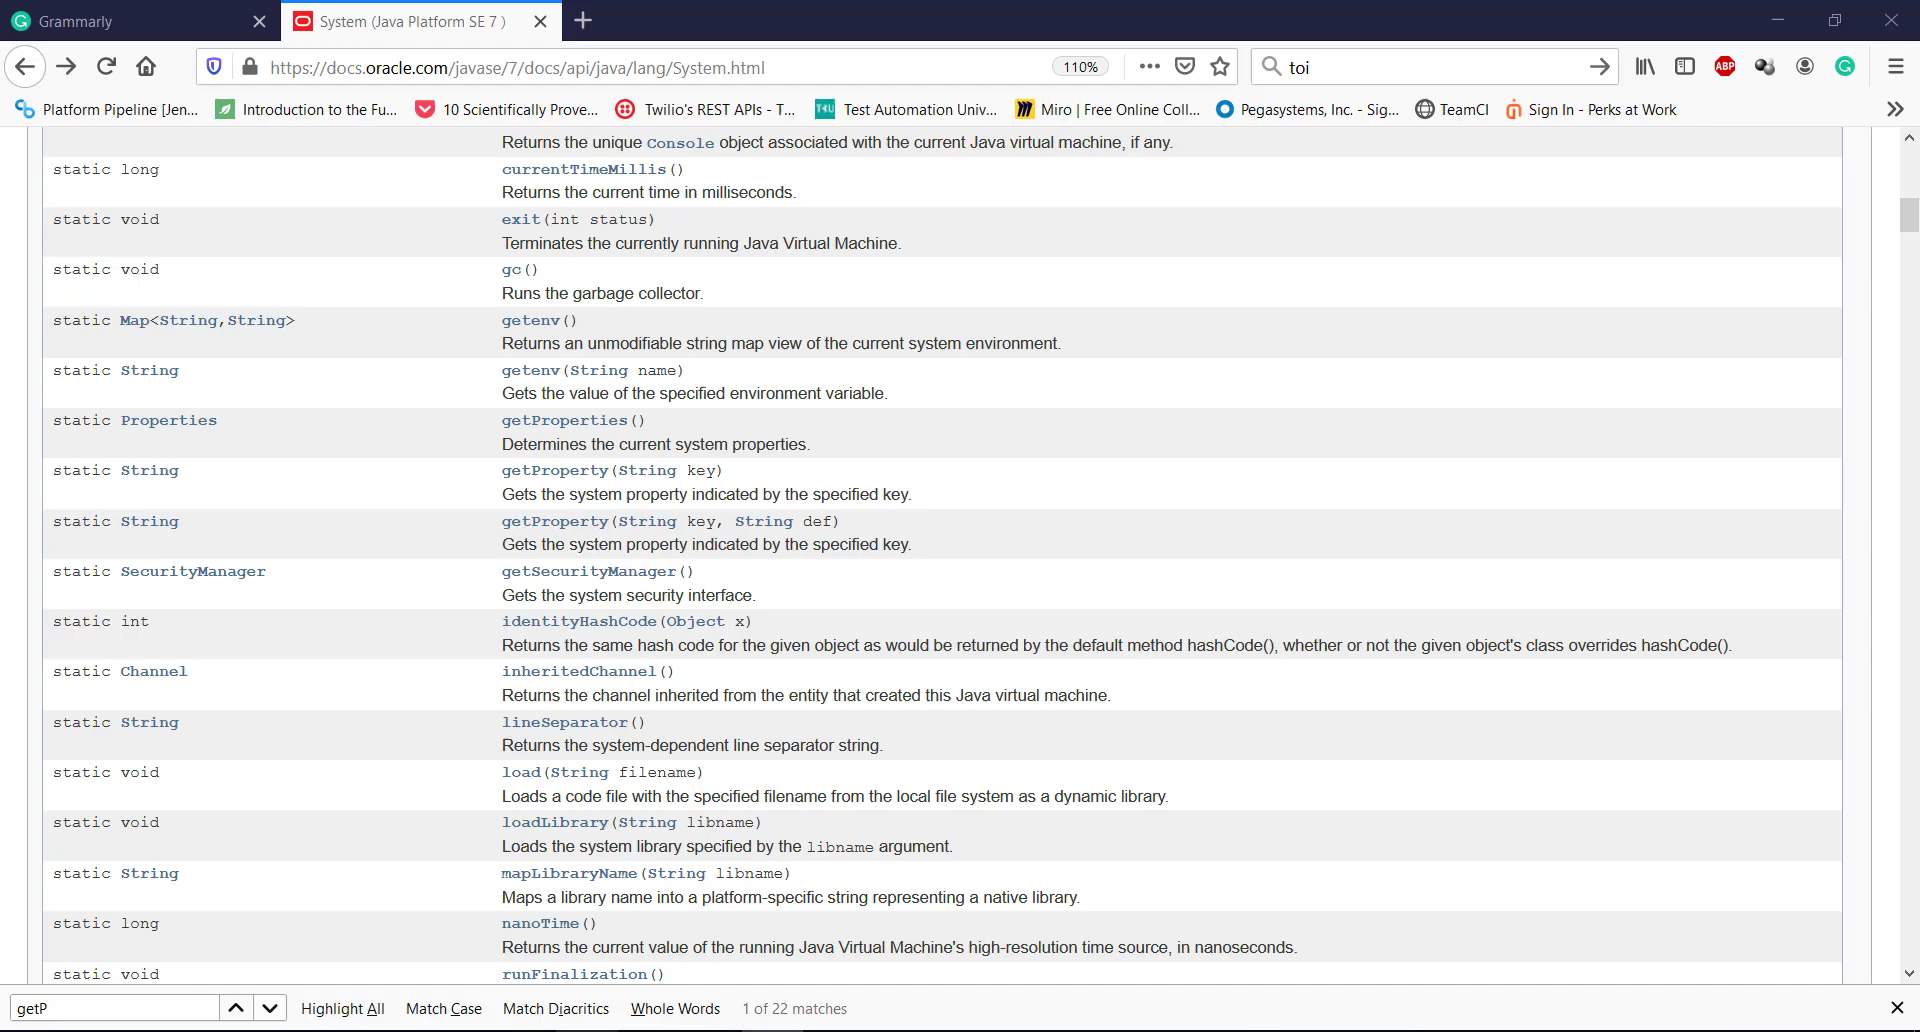 Grammarly
System (Java Platform SE 7 )
https://docs.oracle.com/javase/7/docs/api/java/lang/System.html
110%
toi
ABP
Platform Pipeline [Jen... Introduction to the Fu... 10 Scientifically Prove... Twilio's REST APIs - T... Test Automation Univ... Miro | Free Online Coll... Pegasystems, Inc. - Sig... TeamCI Sign In - Perks at Work
Returns the unique Console object associated with the current Java virtual machine, if any.
static long currentTimeMillis()
Returns the current time in milliseconds.
static void exit(int status)
Terminates the currently running Java Virtual Machine.
static void gc()
Runs the garbage collector.
static Map<String,String> getenv()
Returns an unmodifiable string map view of the current system environment.
static String getenv(String name)
Gets the value of the specified environment variable.
static Properties getProperties()
Determines the current system properties.
static String getProperty(String key)
Gets the system property indicated by the specified key.
static String getProperty(String key, String def)
Gets the system property indicated by the specified key.
static SecurityManager getSecurityManager()
Gets the system security interface.
static int identityHashCode(Object x)
Returns the same hash code for the given object as would be returned by the default method hashCode(), whether or not the given object's class overrides hashCode().
static Channel inheritedChannel()
Returns the channel inherited from the entity that created this Java virtual machine.
static String lineSeparator()
Returns the system-dependent line separator string.
static void load(String filename)
Loads a code file with the specified filename from the local file system as a dynamic library.
static void loadLibrary(String libname)
Loads the system library specified by the libname argument.
static String mapLibraryName(String libname)
Maps a library name into a platform-specific string representing a native library.
static long nanoTime()
Returns the current value of the running Java Virtual Machine's high-resolution time source, in nanoseconds.
static void runFinalization()
getP Highlight All Match Case Match Diacritics Whole Words 1 of 22 matches